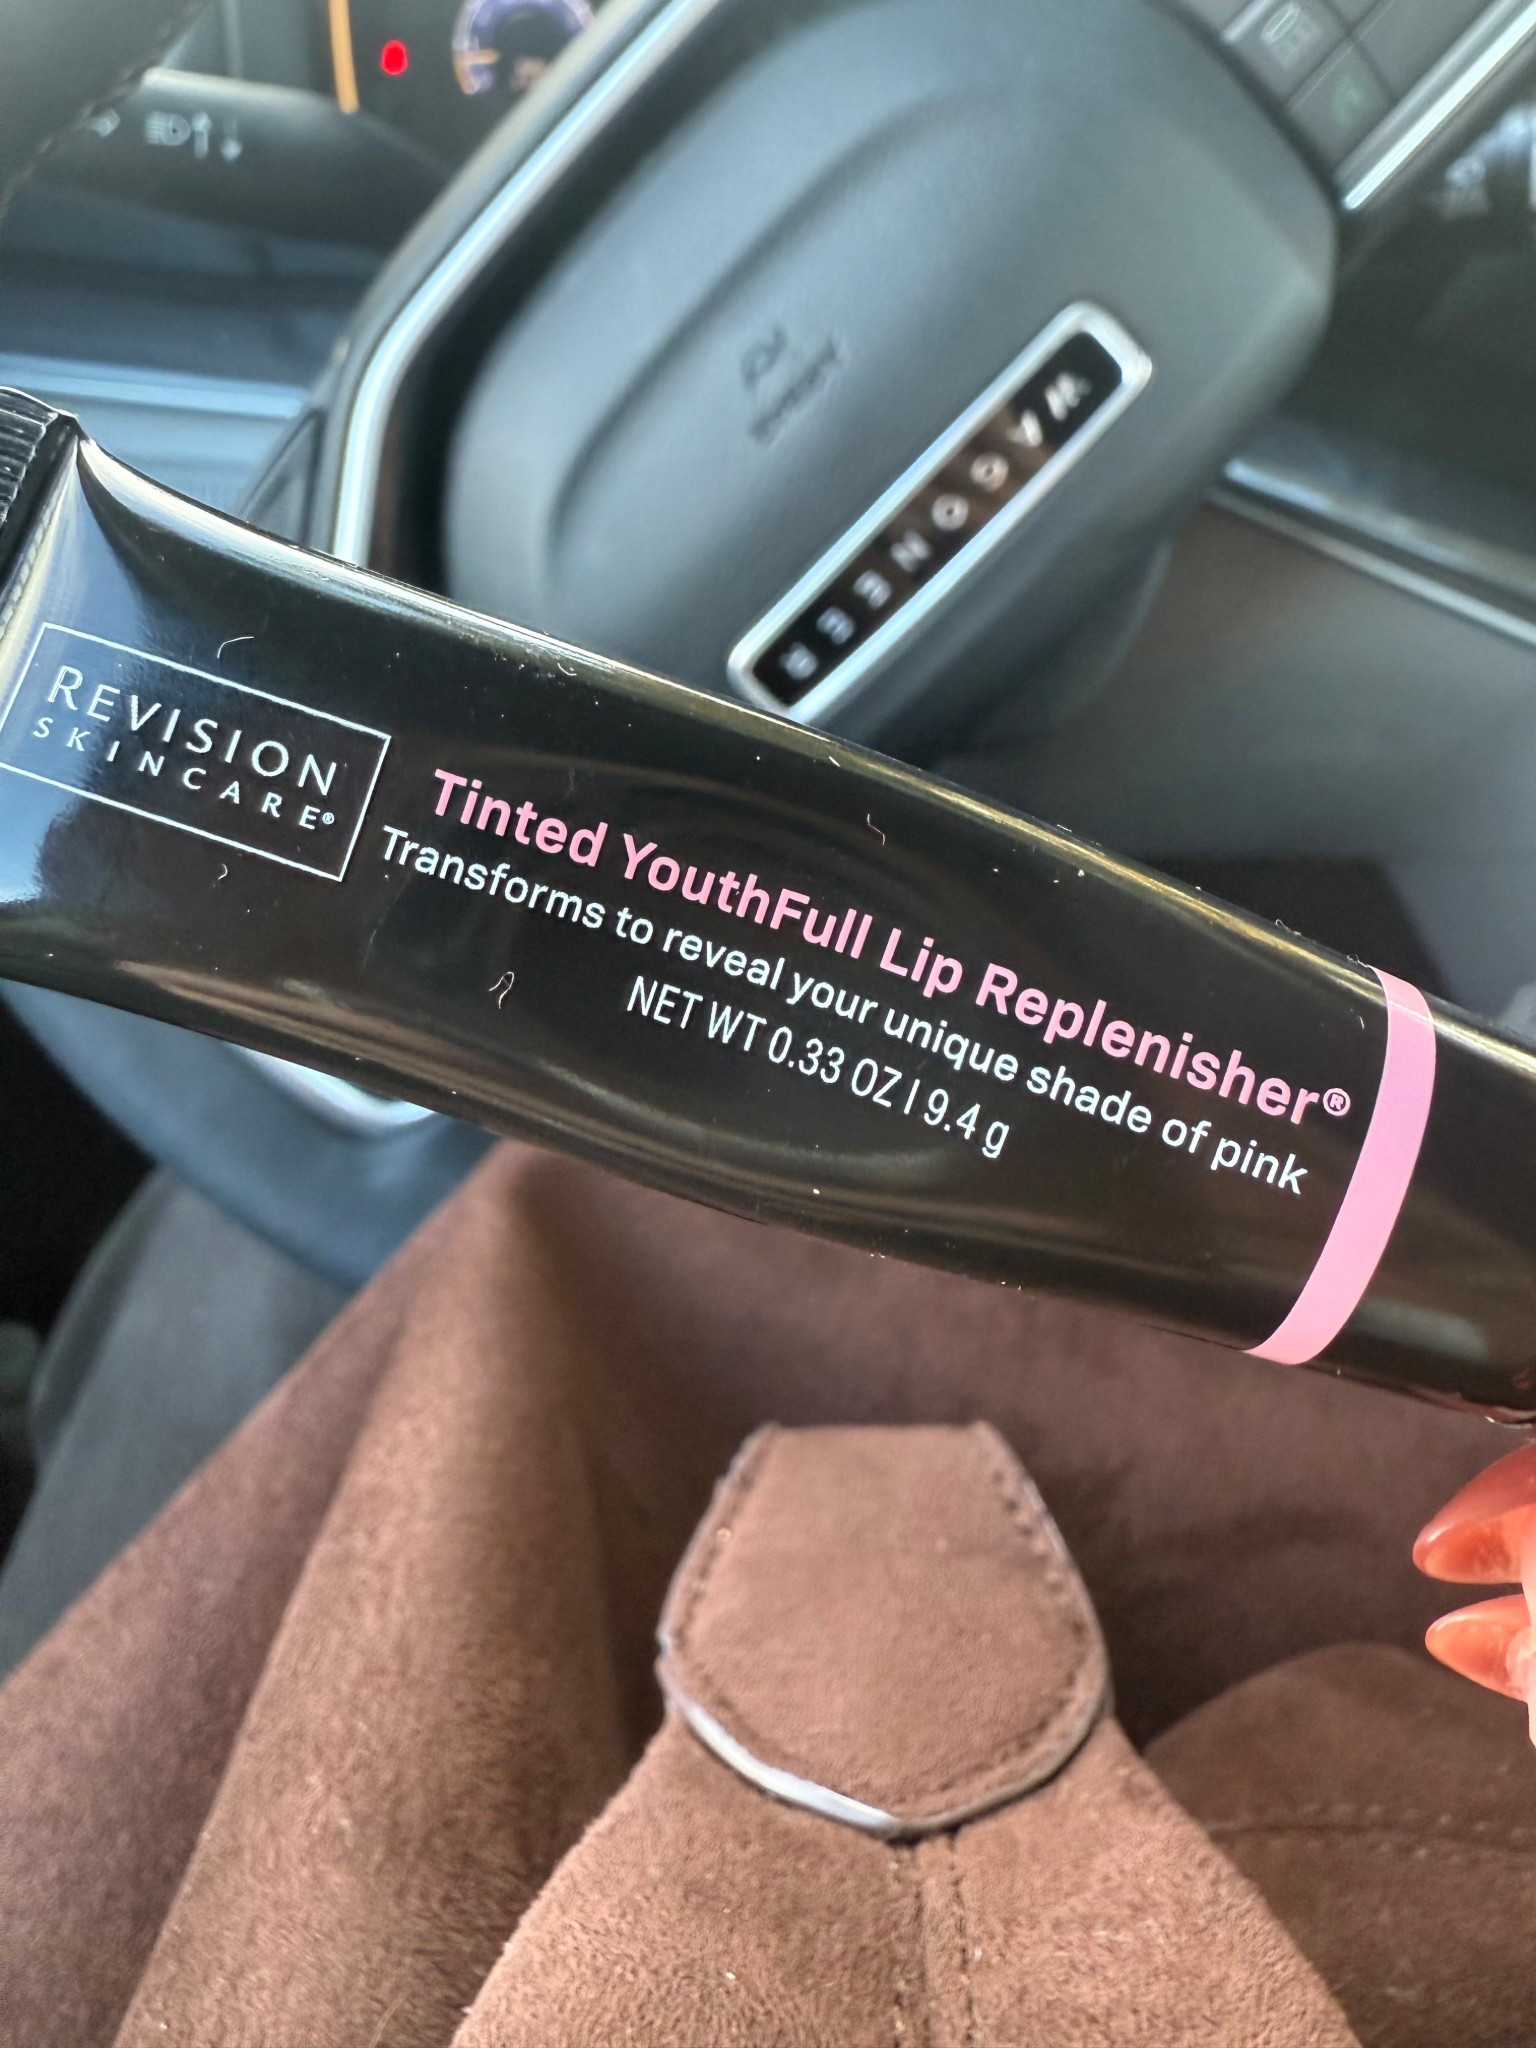 WAGONEER
REVISION
SKINCARE®
Tinted YouthFull Lip Replenisher®
Transforms to reveal your unique shade of pink
NET WT 0.33 OZ | 9.4 g